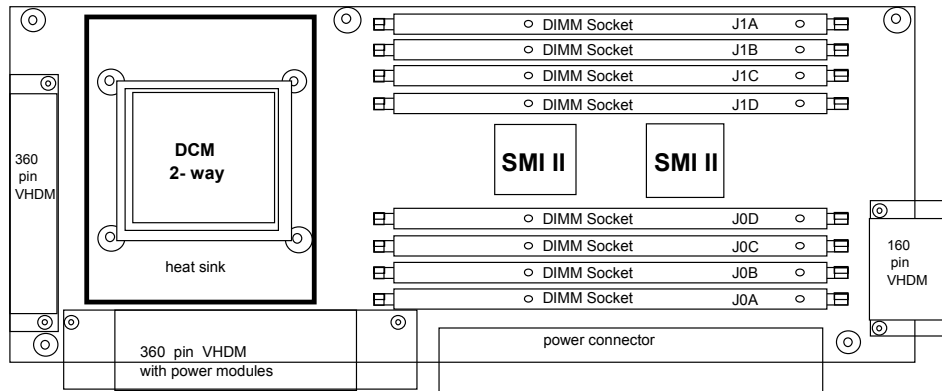 DIMM Socket J1A
DIMM Socket J1B
DIMM Socket J1C
DIMM Socket J1D
360
pin
VHDM
DCM
2- way
SMI II
SMI II
heat sink
DIMM Socket J0D
DIMM Socket J0C
DIMM Socket J0B
DIMM Socket J0A
160
pin
VHDM
360 pin VHDM
with power modules
power connector